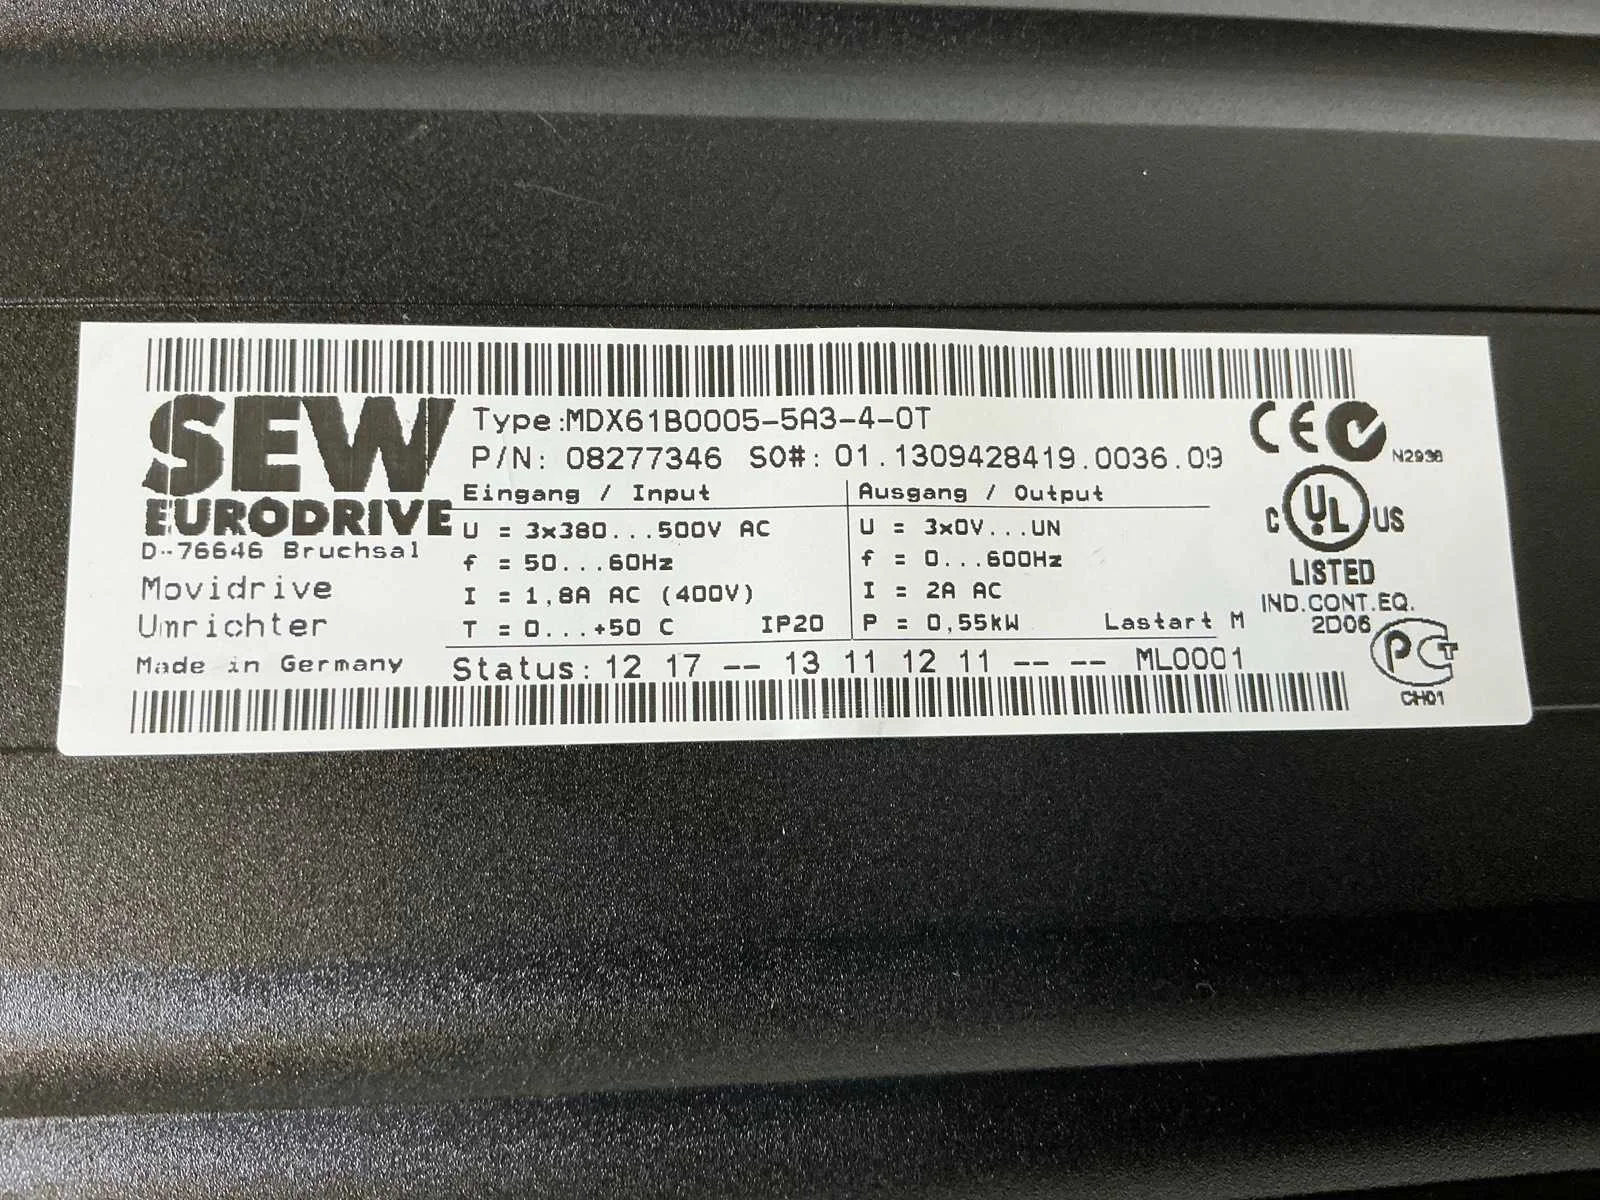 SEW
EURODRIVE
D-76646 Bruchsal
Movidrive
Umrichter
Made in Germany
Type:MDX61B0005-5A3-4-0T
P/N: 08277346 SO#: 01.1309428419.0036.09
Eingang / Input
U = 3x380...500V AC
f = 50...60Hz
I = 1,8A AC (400V)
T = 0...+50 C IP20
Ausgang / Output
U = 3x0V...UN
f = 0...600Hz
I = 2A AC
P = 0,55kW Lastart M
Status: 12 17 -- 13 11 12 11 -- -- ML0001
CE
N2936
C UL US
LISTED
IND.CONT.EQ.
2D06
PCT
CH01